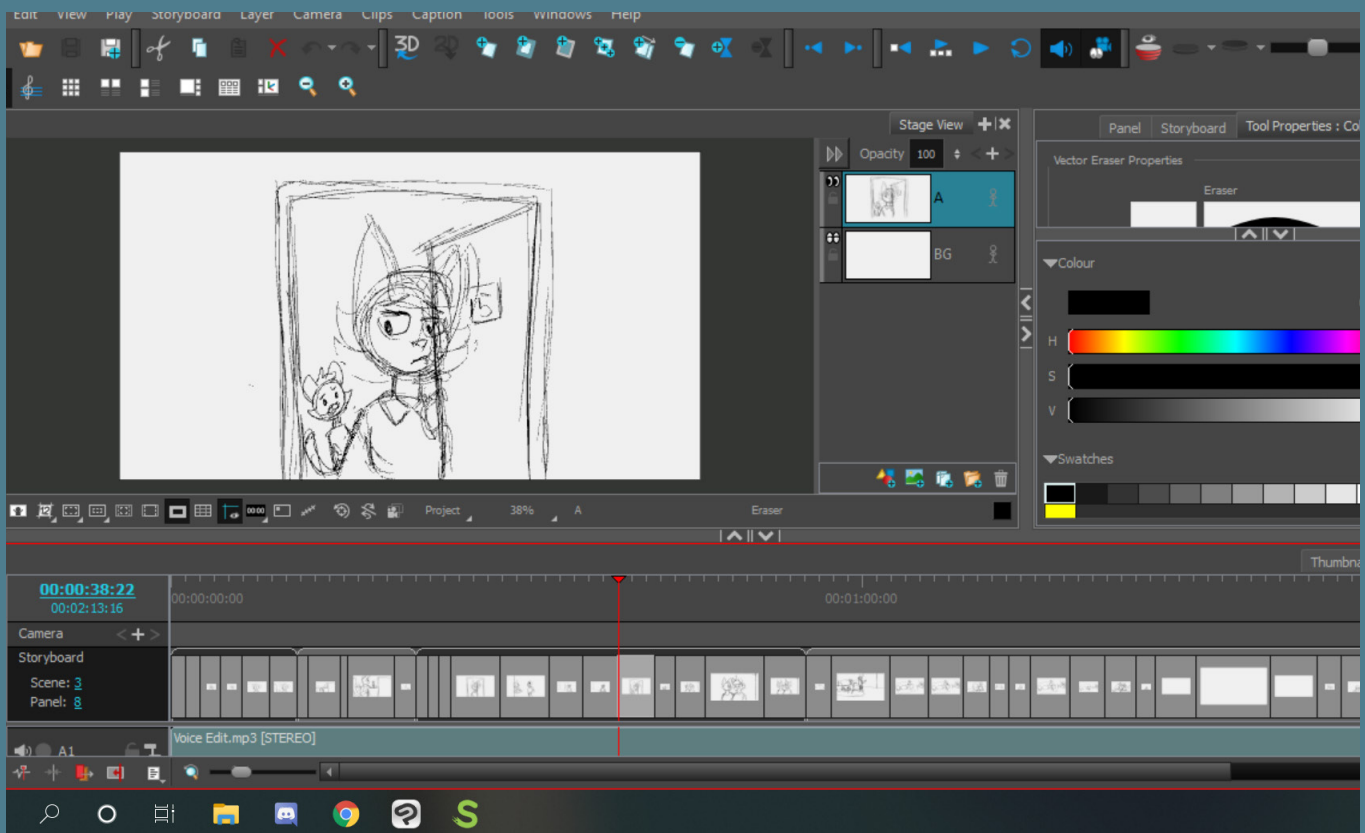 Edit View Play Storyboard Layer Camera Clips Caption Tools Windows Help
3D 2D
Stage View
Panel Storyboard Tool Properties : Co
Opacity 100
Vector Eraser Properties
Eraser
A
BG
Colour
H
S
V
Swatches
5
Project 38% A Eraser
Thumbna
00:00:38:22
00:02:13:16
00:00:00:00 00:01:00:00
Camera
Storyboard
Scene: 3
Panel: 8
A1
Voice Edit.mp3 [STEREO]